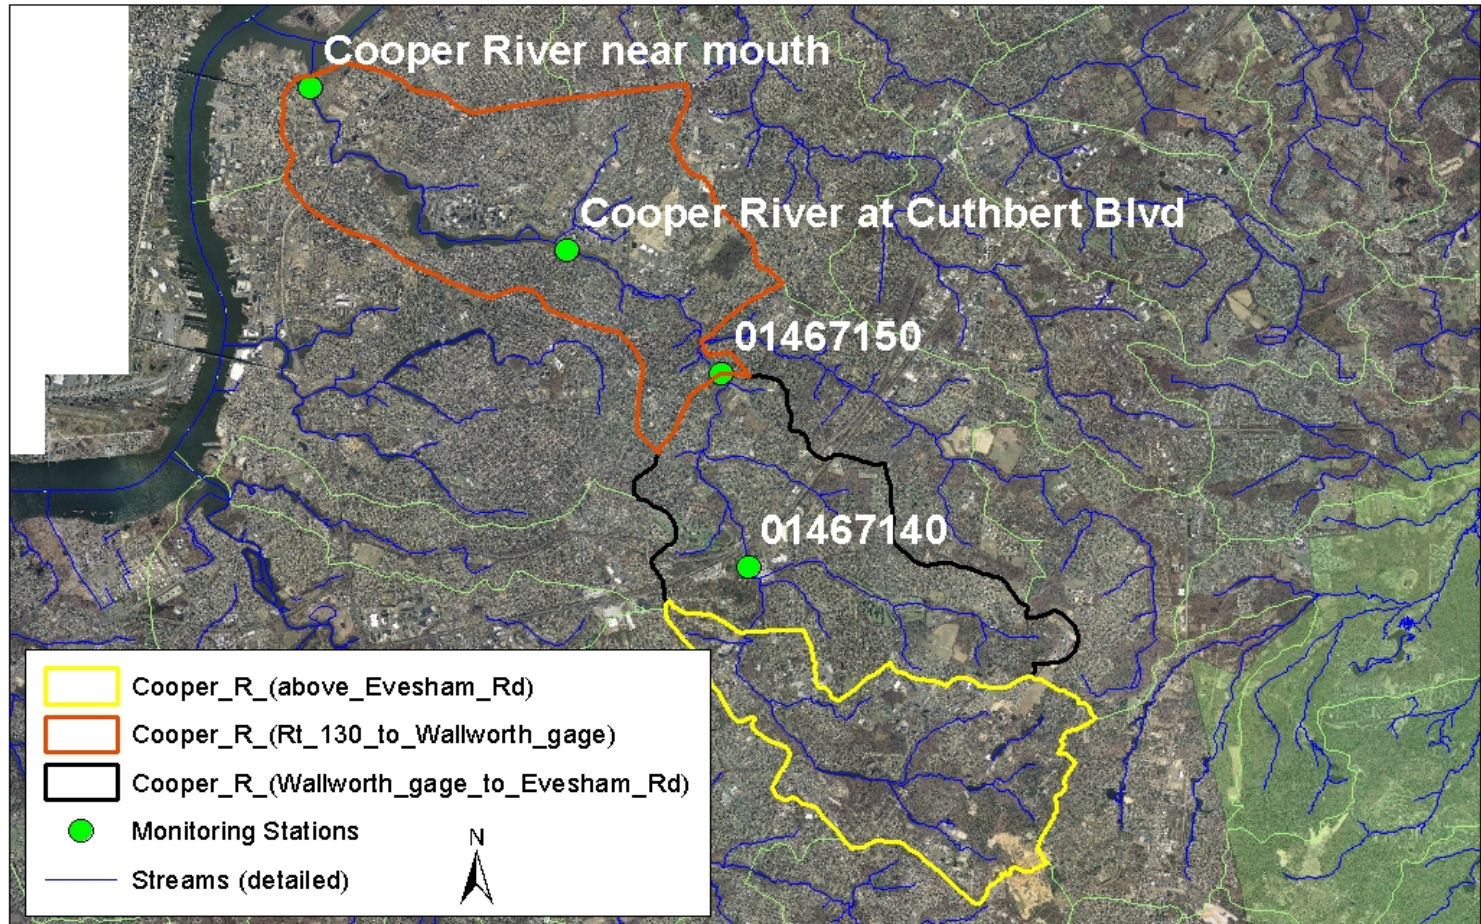 Cooper River near mouth
Cooper River at Cuthbert Blvd
01467150
01467140
Cooper_R_(above_Evesham_Rd)
Cooper_R_(Rt_130_to_Wallworth_gage)
Cooper_R_(Wallworth_gage_to_Evesham_Rd)
Monitoring Stations
N
Streams (detailed)